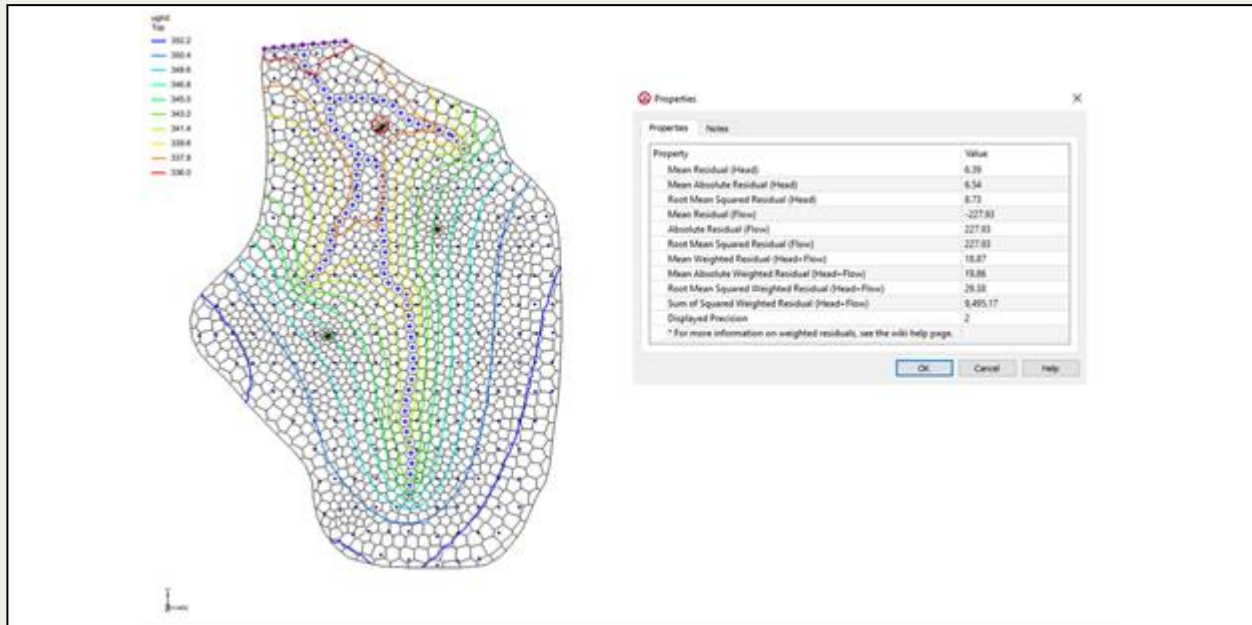 ugrid
Top
352.2
350.4
348.6
346.8
345.0
343.2
341.4
339.6
337.8
336.0
Properties
Properties Notes
Property Value
Mean Residual (Head) 6.39
Mean Absolute Residual (Head) 6.54
Root Mean Squared Residual (Head) 8.73
Mean Residual (Flow) -227.93
Absolute Residual (Flow) 227.93
Root Mean Squared Residual (Flow) 227.93
Mean Weighted Residual (Head+Flow) 18.87
Mean Absolute Weighted Residual (Head+Flow) 19.86
Root Mean Squared Weighted Residual (Head+Flow) 29.38
Sum of Squared Weighted Residual (Head+Flow) 9,495.17
Displayed Precision 2
* For more information on weighted residuals, see the wiki help page.
OK Cancel Help